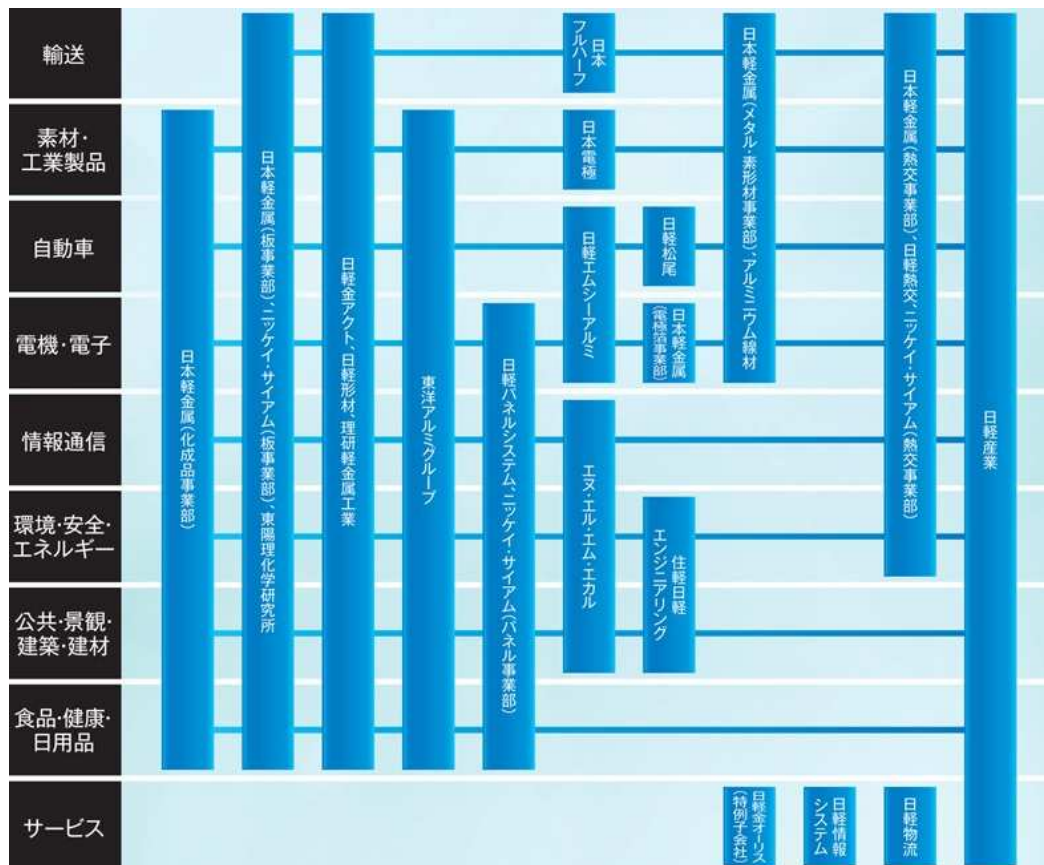 輸送
素材・
工業製品
自動車
電機・電子
情報通信
環境・安全・
エネルギー
公共・景観・
建築・建材
食品・健康・
日用品
サービス
日本軽金属(化成品事業部)
日本軽金属(板事業部)、ニッケイ・サイアム(板事業部)、東陽理化学研究所
日軽金アクト、日軽形材、理研軽金属工業
東洋アルミグループ
日軽パネルシステム、ニッケイ・サイアム(パネル事業部)
日本
フルハーフ
日本電極
日軽エムシーアルミ
エヌ・エル・エム・エカル
日軽松尾
日本軽金属
(電極箔事業部)
住軽日軽
エンジニアリング
日本軽金属(メタル・素形材事業部)、アルミニウム線材
日軽金オーリス
(特例子会社)
日軽情報
システム
日本軽金属(熱交事業部)、日軽熱交、ニッケイ・サイアム(熱交事業部)
日軽物流
日軽産業